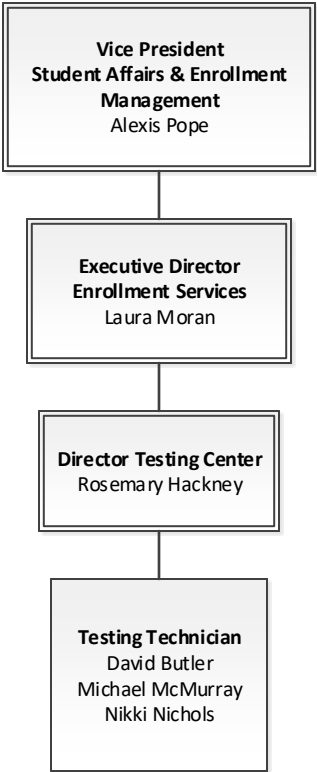 Vice President
Student Affairs & Enrollment
Management
Alexis Pope
Executive Director
Enrollment Services
Laura Moran
Director Testing Center
Rosemary Hackney
Testing Technician
David Butler
Michael McMurray
Nikki Nichols